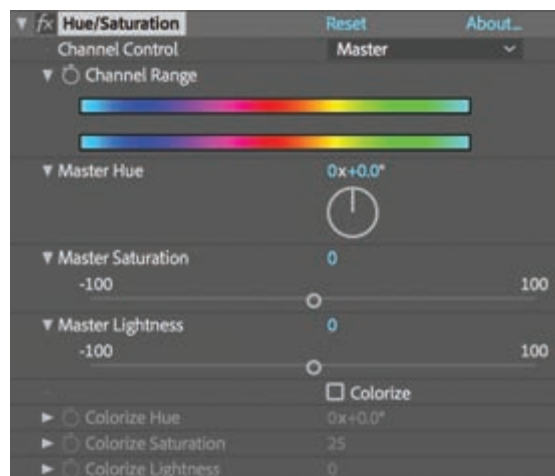 fx Hue/Saturation Reset About...
Channel Control Master
Channel Range
Master Hue 0x+0.0°
Master Saturation 0
-100 100
Master Lightness 0
-100 100
Colorize
Colorize Hue 0x+0.0°
Colorize Saturation 25
Colorize Lightness 0